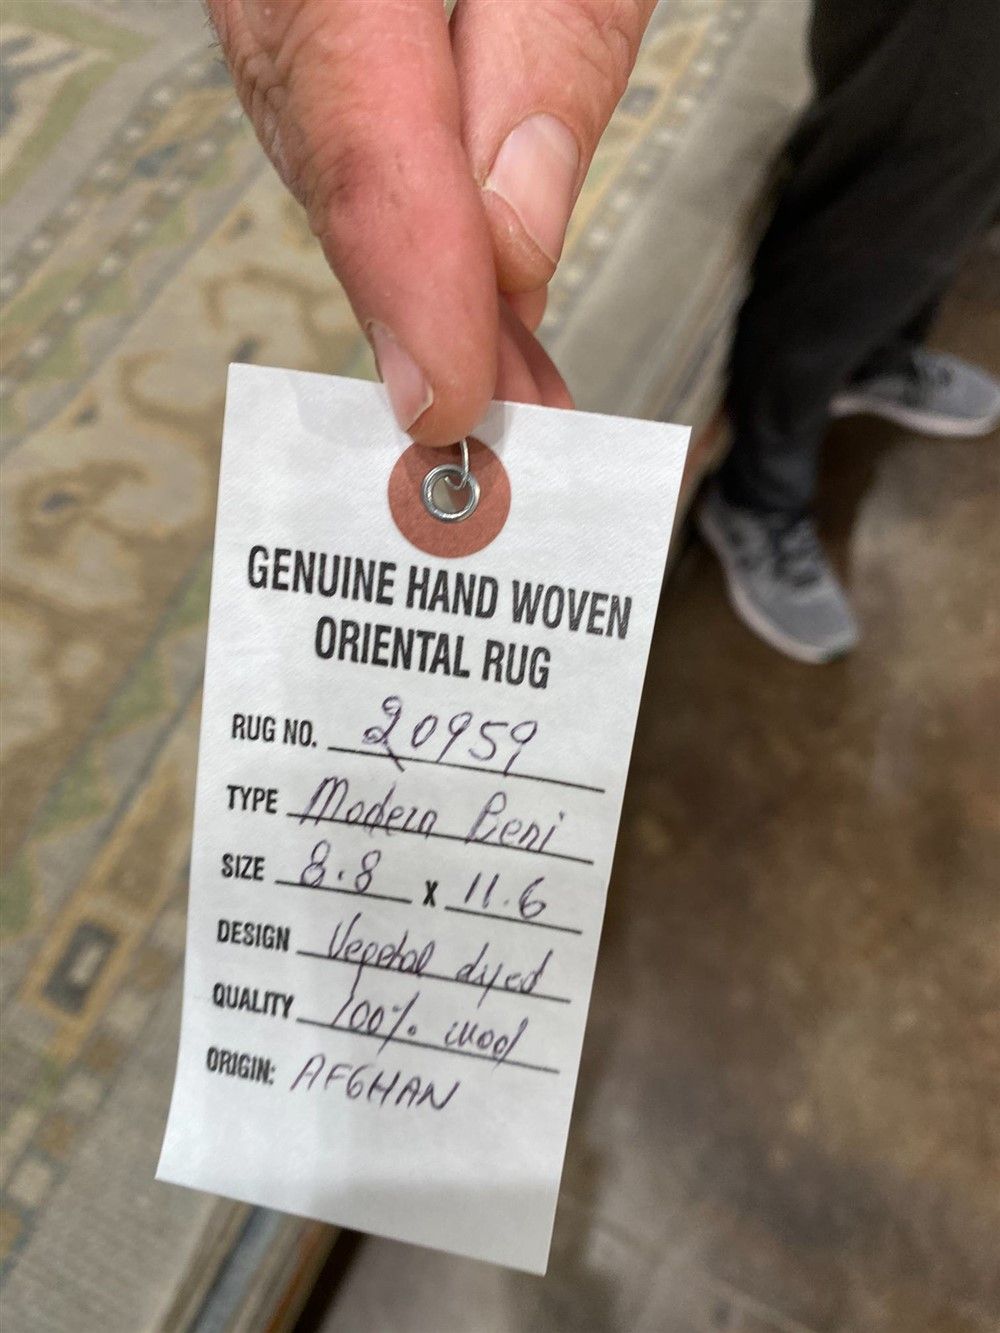 GENUINE HAND WOVEN
ORIENTAL RUG
RUG NO. 20959
TYPE Modern Beni
SIZE 8.8 X 11.6
DESIGN Vegetal dyed
QUALITY 100% wool
ORIGIN: AFGHAN